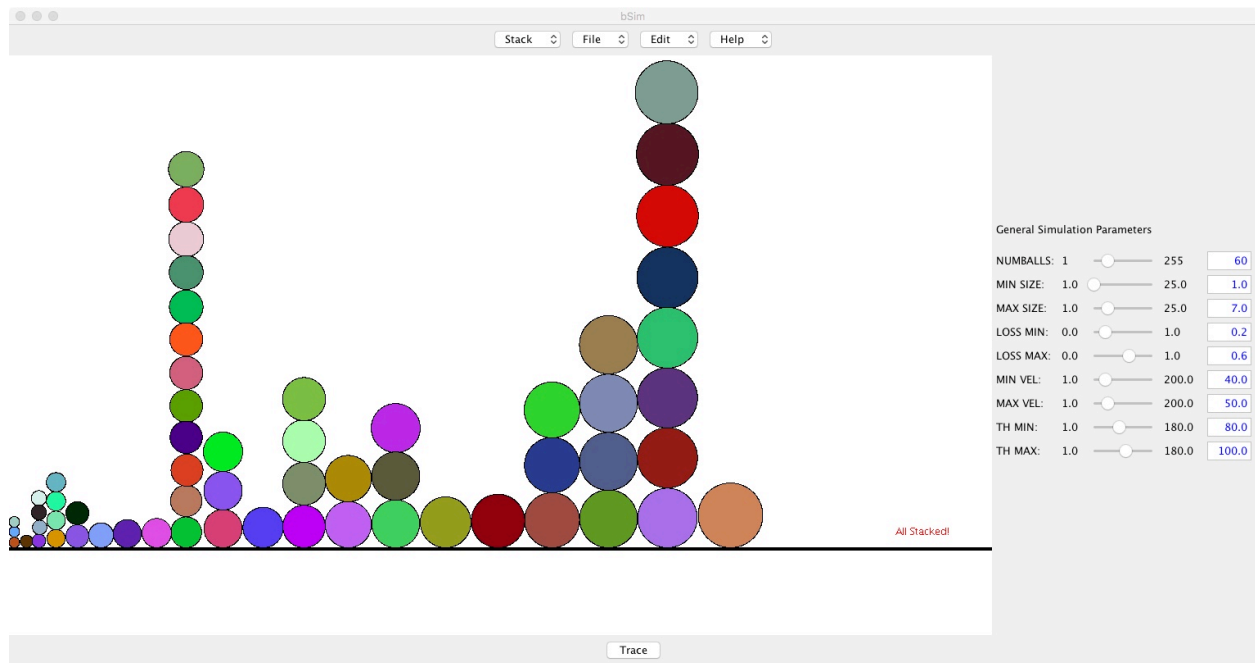 bSim
Stack File Edit Help
General Simulation Parameters
NUMBALLS: 1 255 60
MIN SIZE: 1.0 25.0 1.0
MAX SIZE: 1.0 25.0 7.0
LOSS MIN: 0.0 1.0 0.2
LOSS MAX: 0.0 1.0 0.6
MIN VEL: 1.0 200.0 40.0
MAX VEL: 1.0 200.0 50.0
TH MIN: 1.0 180.0 80.0
TH MAX: 1.0 180.0 100.0
All Stacked!
Trace